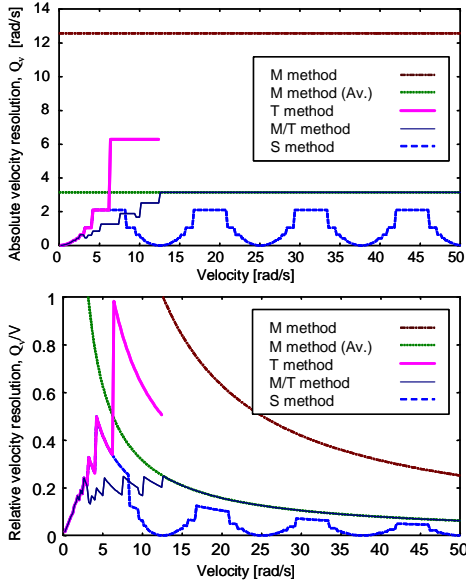 Absolute velocity resolution, Qv [rad/s]
14
12
10
8
6
4
2
0
M method
M method (Av.)
T method
M/T method
S method
0 5 10 15 20 25 30 35 40 45 50
Velocity [rad/s]
Relative velocity resolution, Qv/V
1
0.8
0.6
0.4
0.2
0
M method
M method (Av.)
T method
M/T method
S method
0 5 10 15 20 25 30 35 40 45 50
Velocity [rad/s]